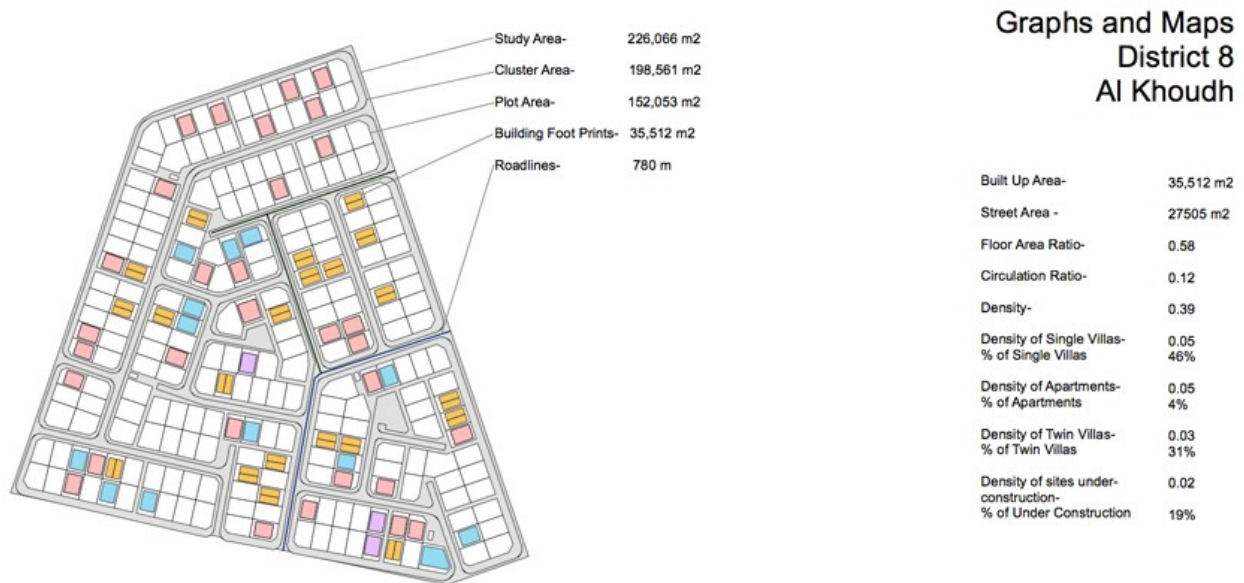 Graphs and Maps
District 8
Al Khoudh
Study Area- 226,066 m2
Cluster Area- 198,561 m2
Plot Area- 152,053 m2
Building Foot Prints- 35,512 m2
Roadlines- 780 m
Built Up Area- 35,512 m2
Street Area - 27505 m2
Floor Area Ratio- 0.58
Circulation Ratio- 0.12
Density- 0.39
Density of Single Villas- 0.05
% of Single Villas 46%
Density of Apartments- 0.05
% of Apartments 4%
Density of Twin Villas- 0.03
% of Twin Villas 31%
Density of sites under- 0.02
construction-
% of Under Construction 19%